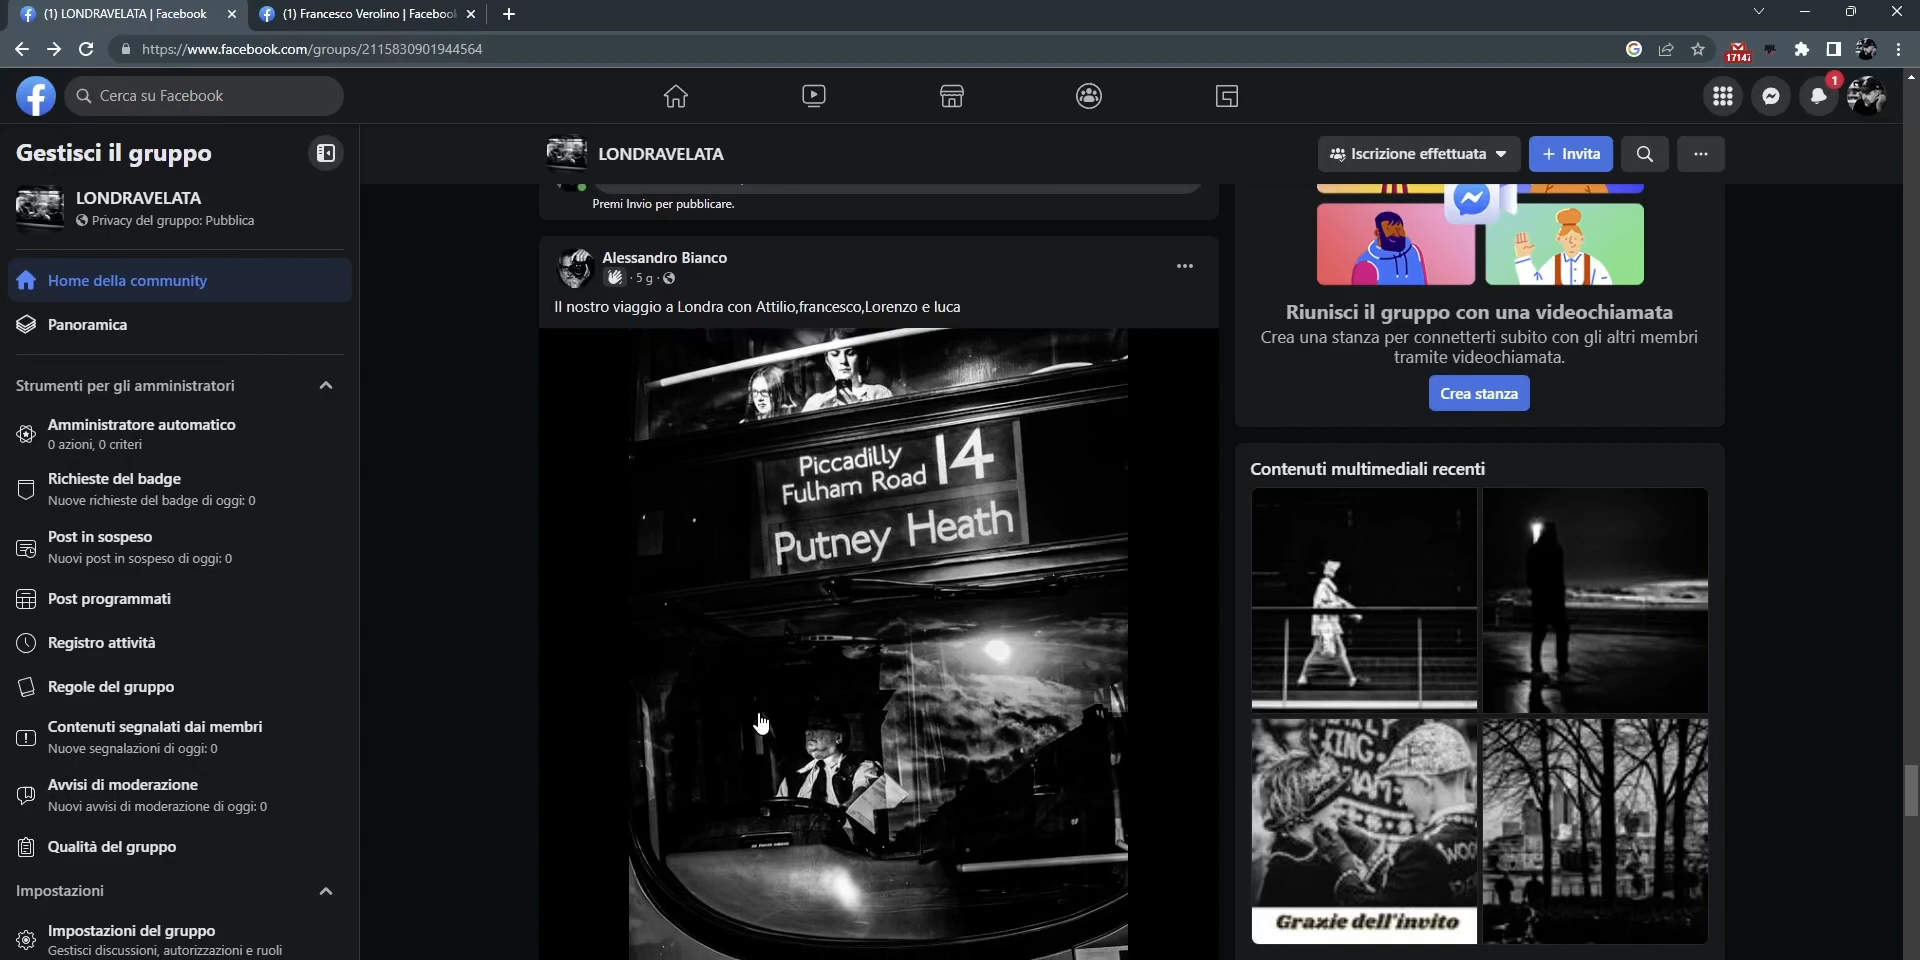 (1) LONDRAVELATA | Facebook
(1) Francesco Verolino | Facebook
https://www.facebook.com/groups/2115830901944564
17147
Cerca su Facebook
1
Gestisci il gruppo
LONDRAVELATA
Privacy del gruppo: Pubblica
Home della community
Panoramica
Strumenti per gli amministratori
Amministratore automatico
0 azioni, 0 criteri
Richieste del badge
Nuove richieste del badge di oggi: 0
Post in sospeso
Nuovi post in sospeso di oggi: 0
Post programmati
Registro attività
Regole del gruppo
Contenuti segnalati dai membri
Nuove segnalazioni di oggi: 0
Avvisi di moderazione
Nuovi avvisi di moderazione di oggi: 0
Qualità del gruppo
Impostazioni
Impostazioni del gruppo
Gestisci discussioni, autorizzazioni e ruoli
LONDRAVELATA
Iscrizione effettuata
+ Invita
Premi Invio per pubblicare.
Alessandro Bianco
· 5 g ·
Il nostro viaggio a Londra con Attilio,francesco,Lorenzo e luca
Piccadilly
Fulham Road 14
Putney Heath
Riunisci il gruppo con una videochiamata
Crea una stanza per connetterti subito con gli altri membri
tramite videochiamata.
Crea stanza
Contenuti multimediali recenti
Grazie dell'invito